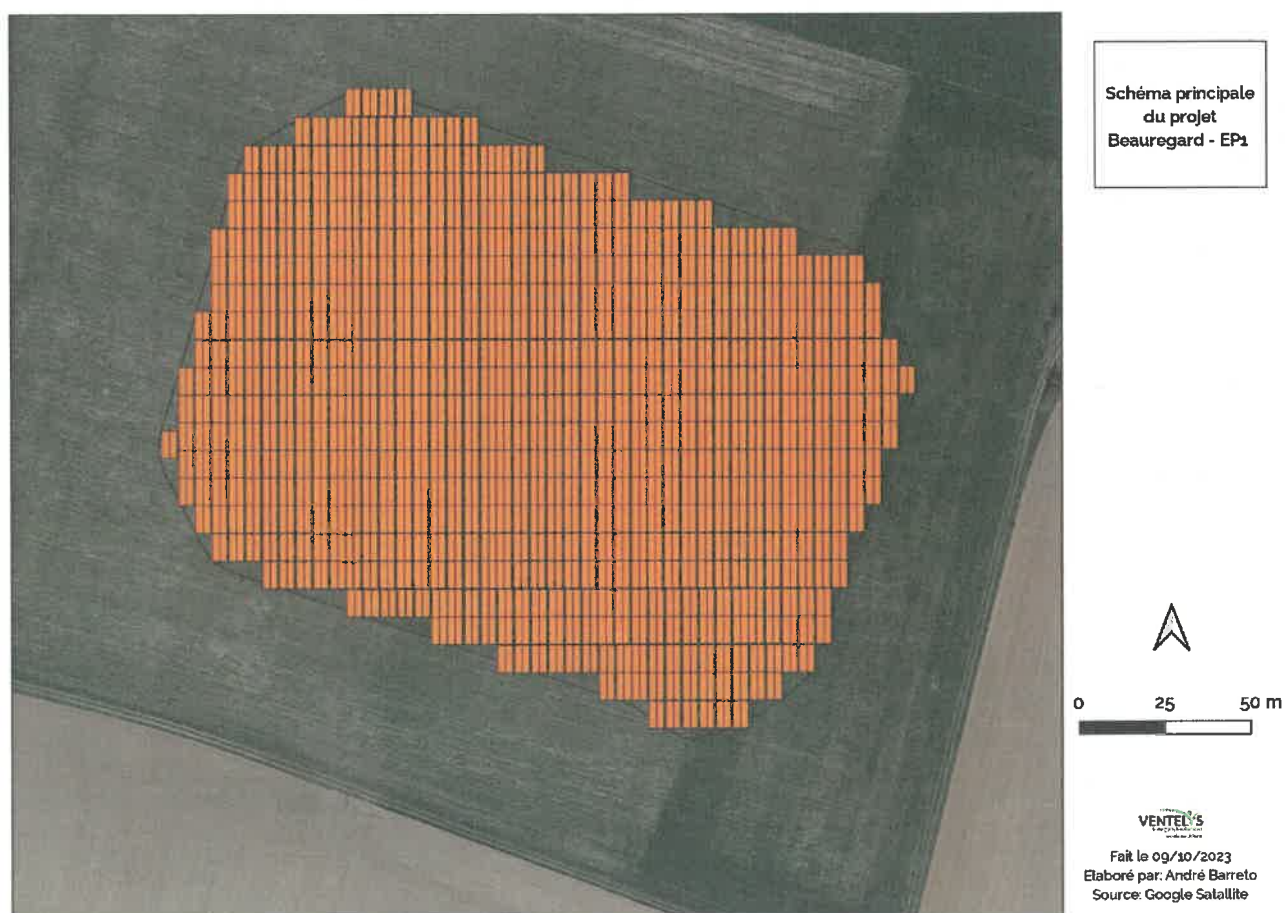 Schéma principale
du projet
Beauregard - EP1
0 25 50 m
VENTELYS
Fait le 09/10/2023
Elaboré par: André Barreto
Source: Google Satallite